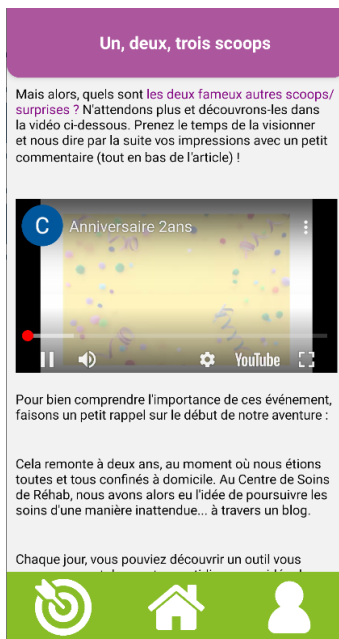 Un, deux, trois scoops
Mais alors, quels sont les deux fameux autres scoops/
surprises ? N'attendons plus et découvrons-les dans
la vidéo ci-dessous. Prenez le temps de la visionner
et nous dire par la suite vos impressions avec un petit
commentaire (tout en bas de l'article) !
C Anniversaire 2ans
YouTube
Pour bien comprendre l'importance de ces événement,
faisons un petit rappel sur le début de notre aventure :
Cela remonte à deux ans, au moment où nous étions
toutes et tous confinés à domicile. Au Centre de Soins
de Réhab, nous avons alors eu l'idée de poursuivre les
soins d'une manière inattendue... à travers un blog.
Chaque jour, vous pouviez découvrir un outil vous